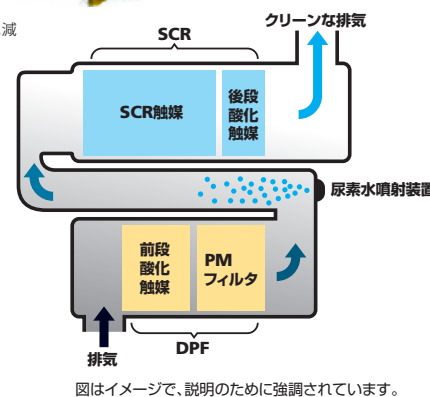 減
クリーンな排気
SCR
SCR触媒
後段
酸化
触媒
尿素水噴射装置
前段
酸化
触媒
PM
フィルタ
排気
DPF
図はイメージで、説明のために強調されています。